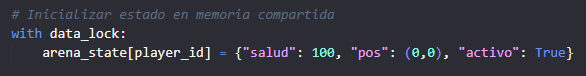 # Inicializar estado en memoria compartida
with data_lock:
    arena_state[player_id] = {"salud": 100, "pos": (0,0), "activo": True}